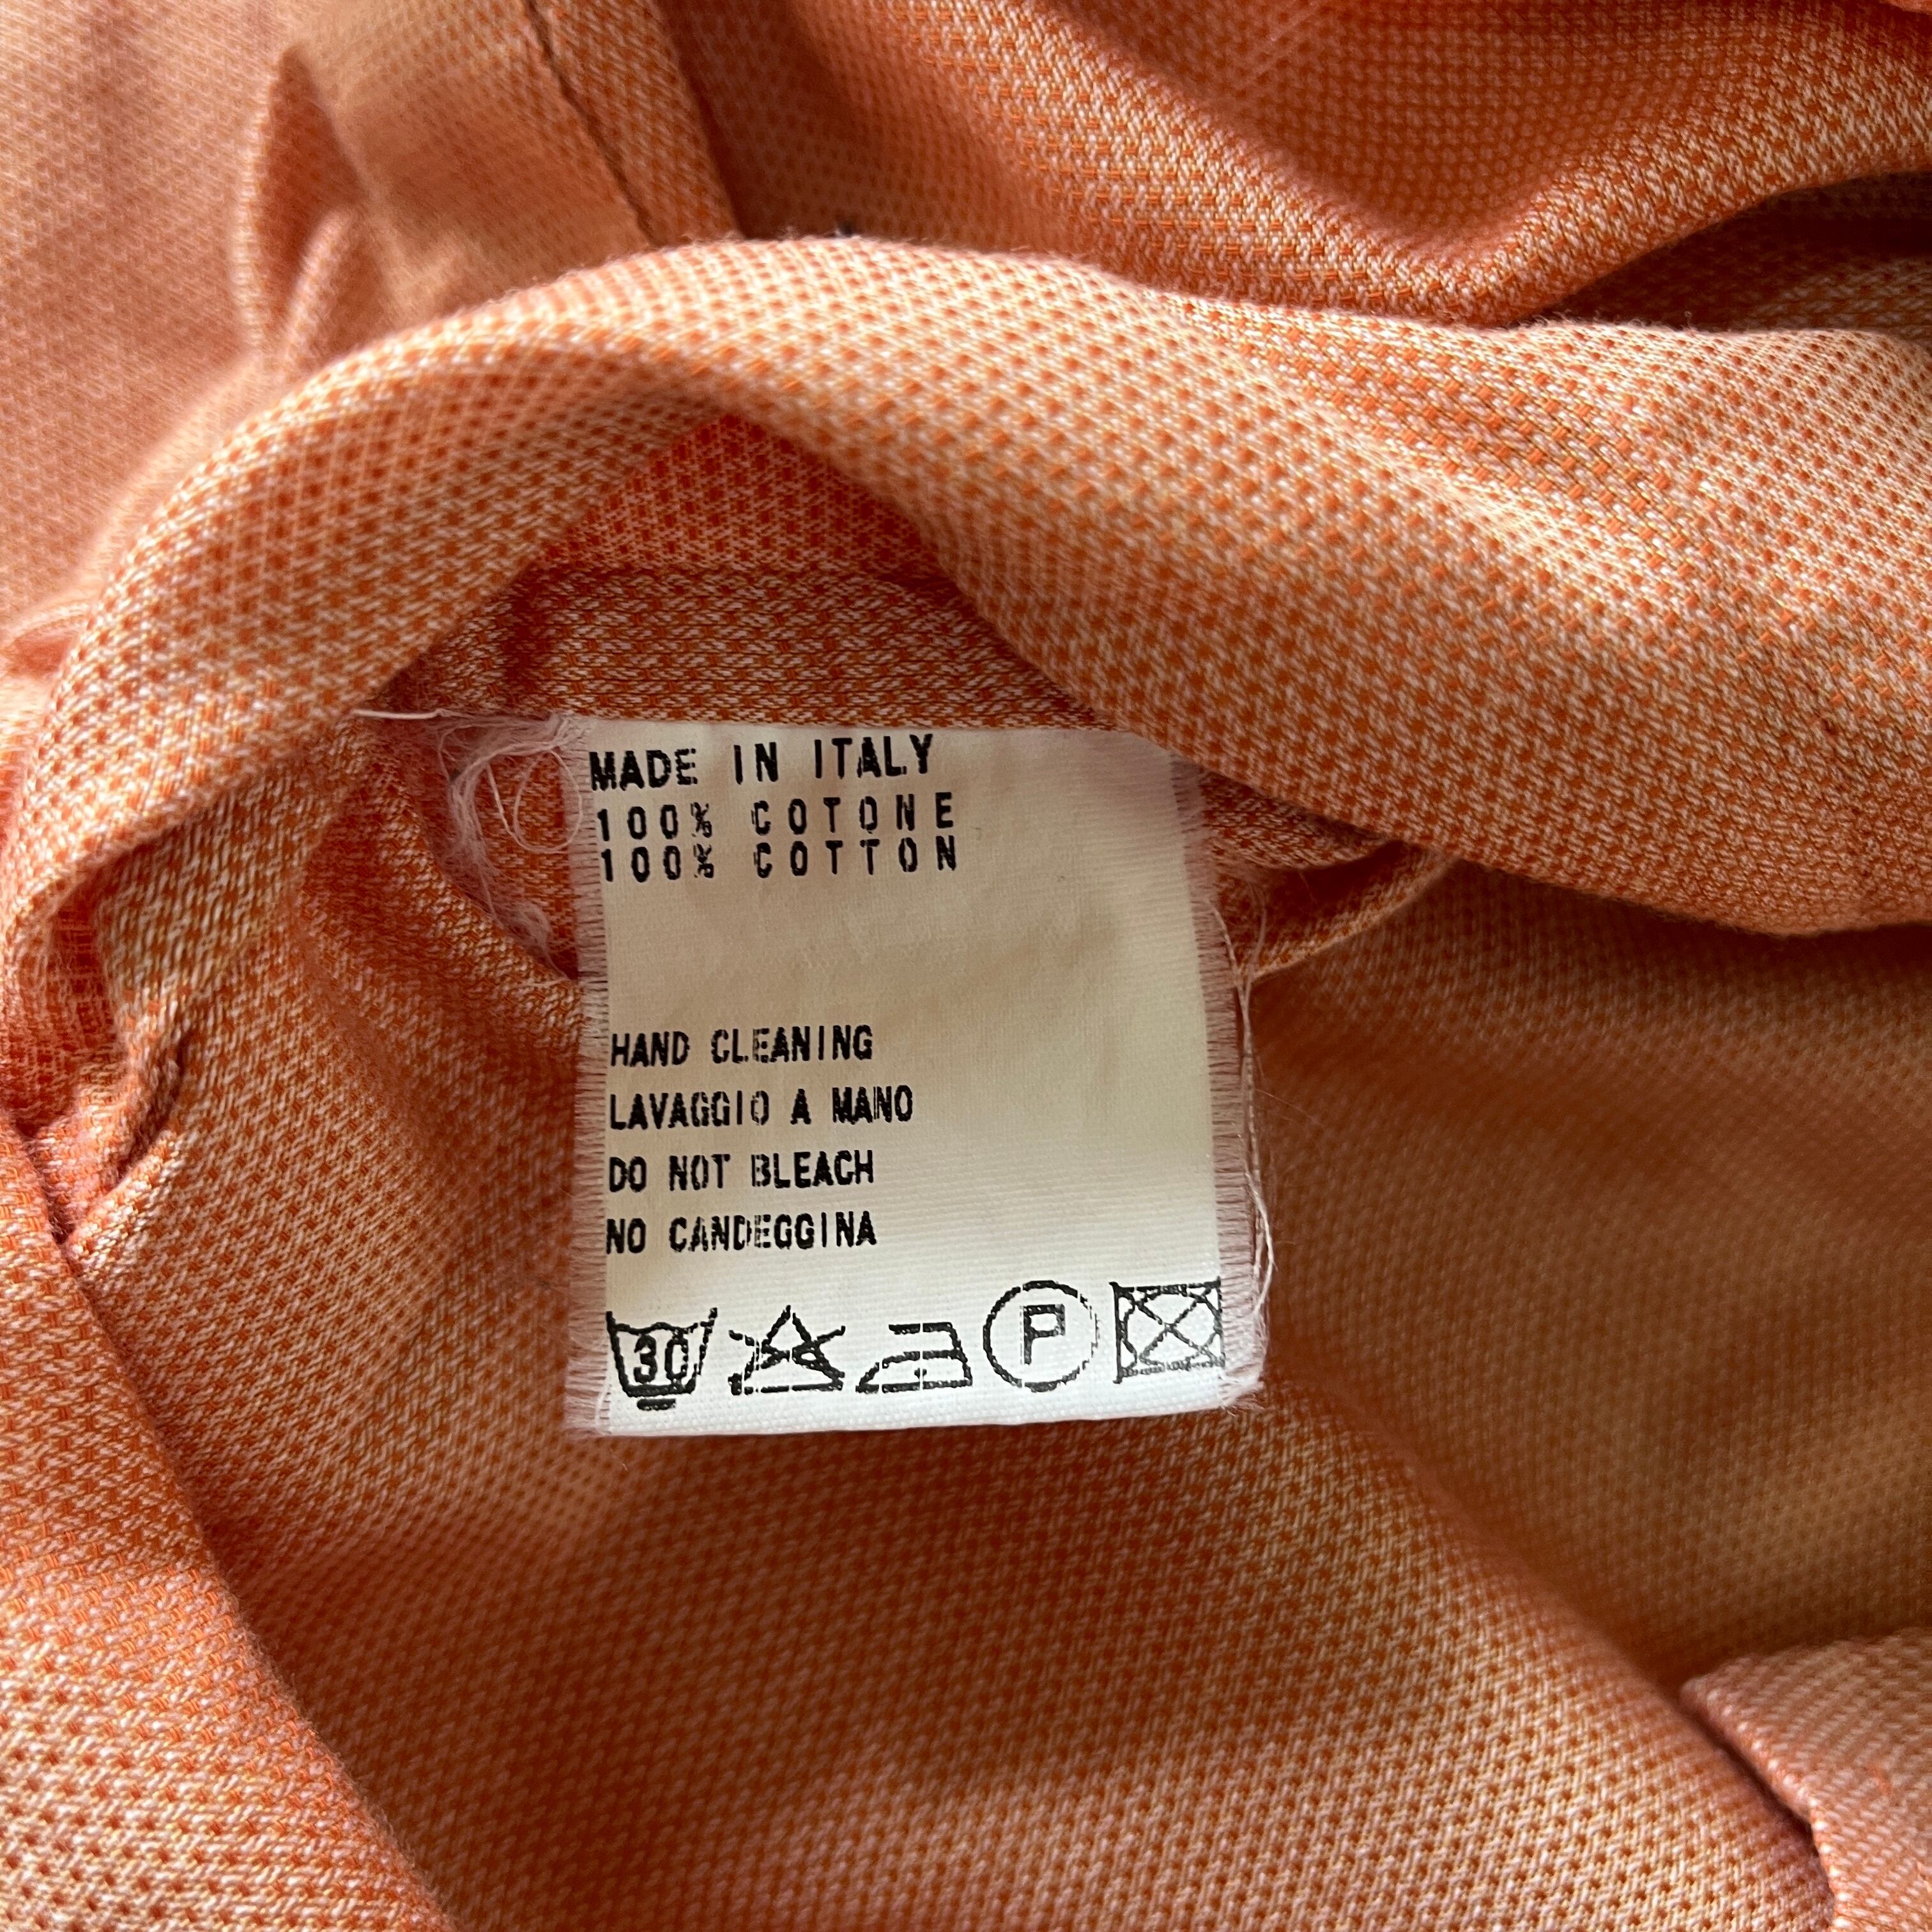 MADE IN ITALY
100% COTONE
100% COTTON
HAND CLEANING
LAVAGGIO A MANO
DO NOT BLEACH
NO CANDEGGINA
30 P